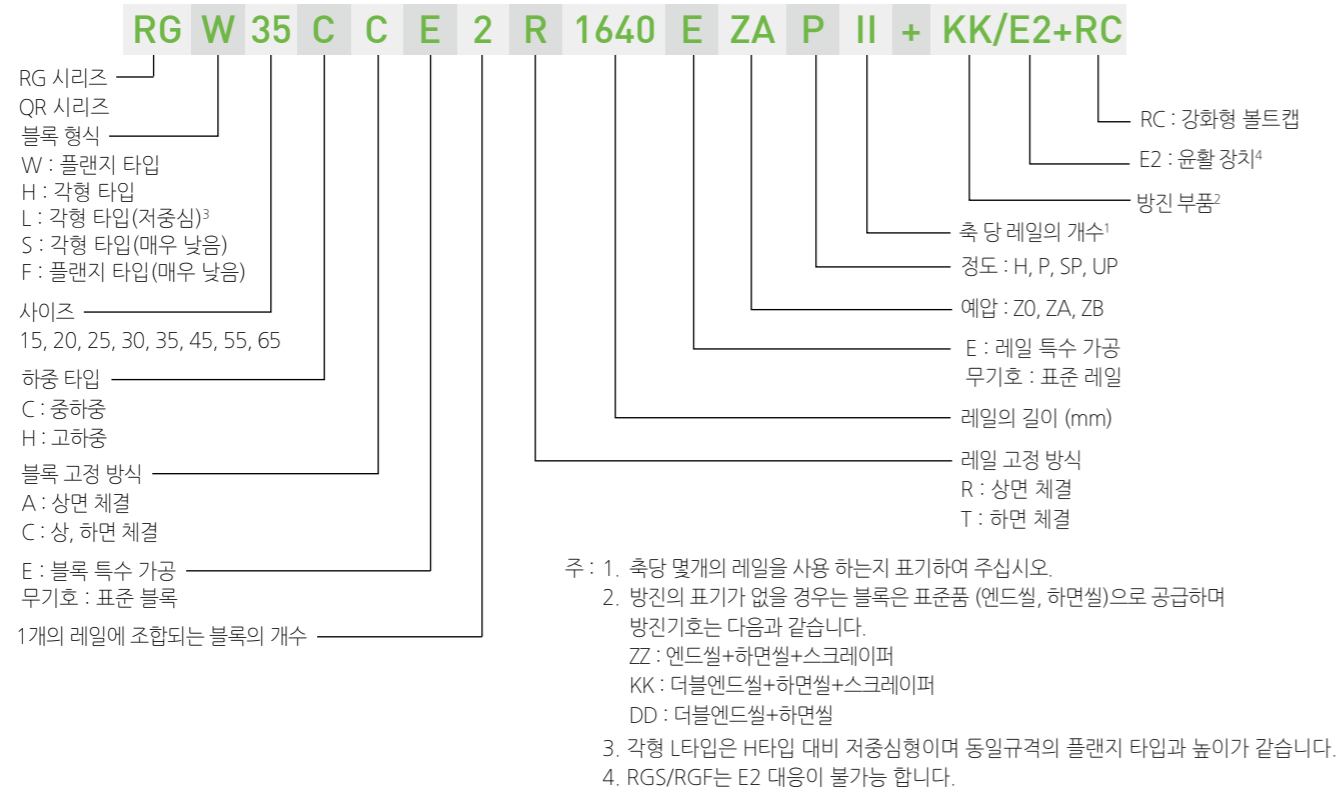 RG W 35 C C E 2 R 1640 E ZA P II + KK/E2+RC
RG 시리즈
QR 시리즈
블록 형식
W : 플랜지 타입
H : 각형 타입
L : 각형 타입(저중심)³
S : 각형 타입(매우 낮음)
F : 플랜지 타입(매우 낮음)
사이즈
15, 20, 25, 30, 35, 45, 55, 65
하중 타입
C : 중하중
H : 고하중
블록 고정 방식
A : 상면 체결
C : 상, 하면 체결
E : 블록 특수 가공
무기호 : 표준 블록
1개의 레일에 조합되는 블록의 개수
RC : 강화형 볼트캡
E2 : 윤활 장치⁴
방진 부품²
축 당 레일의 개수¹
정도 : H, P, SP, UP
예압 : Z0, ZA, ZB
E : 레일 특수 가공
무기호 : 표준 레일
레일의 길이 (mm)
레일 고정 방식
R : 상면 체결
T : 하면 체결
주 : 1. 축당 몇개의 레일을 사용 하는지 표기하여 주십시오.
2. 방진의 표기가 없을 경우는 블록은 표준품 (엔드씰, 하면씰)으로 공급하며
방진기호는 다음과 같습니다.
ZZ : 엔드씰+하면씰+스크레이퍼
KK : 더블엔드씰+하면씰+스크레이퍼
DD : 더블엔드씰+하면씰
3. 각형 L타입은 H타입 대비 저중심형이며 동일규격의 플랜지 타입과 높이가 같습니다.
4. RGS/RGF는 E2 대응이 불가능 합니다.